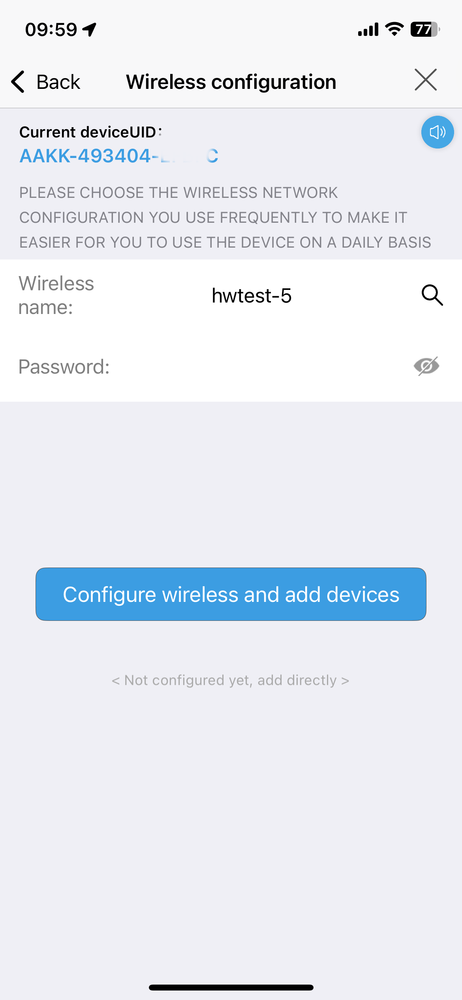 09:59
77
Back
Wireless configuration
Current deviceUID:
AAKK-493404-
PLEASE CHOOSE THE WIRELESS NETWORK
CONFIGURATION YOU USE FREQUENTLY TO MAKE IT
EASIER FOR YOU TO USE THE DEVICE ON A DAILY BASIS
Wireless
name:
hwtest-5
Password:
Configure wireless and add devices
< Not configured yet, add directly >